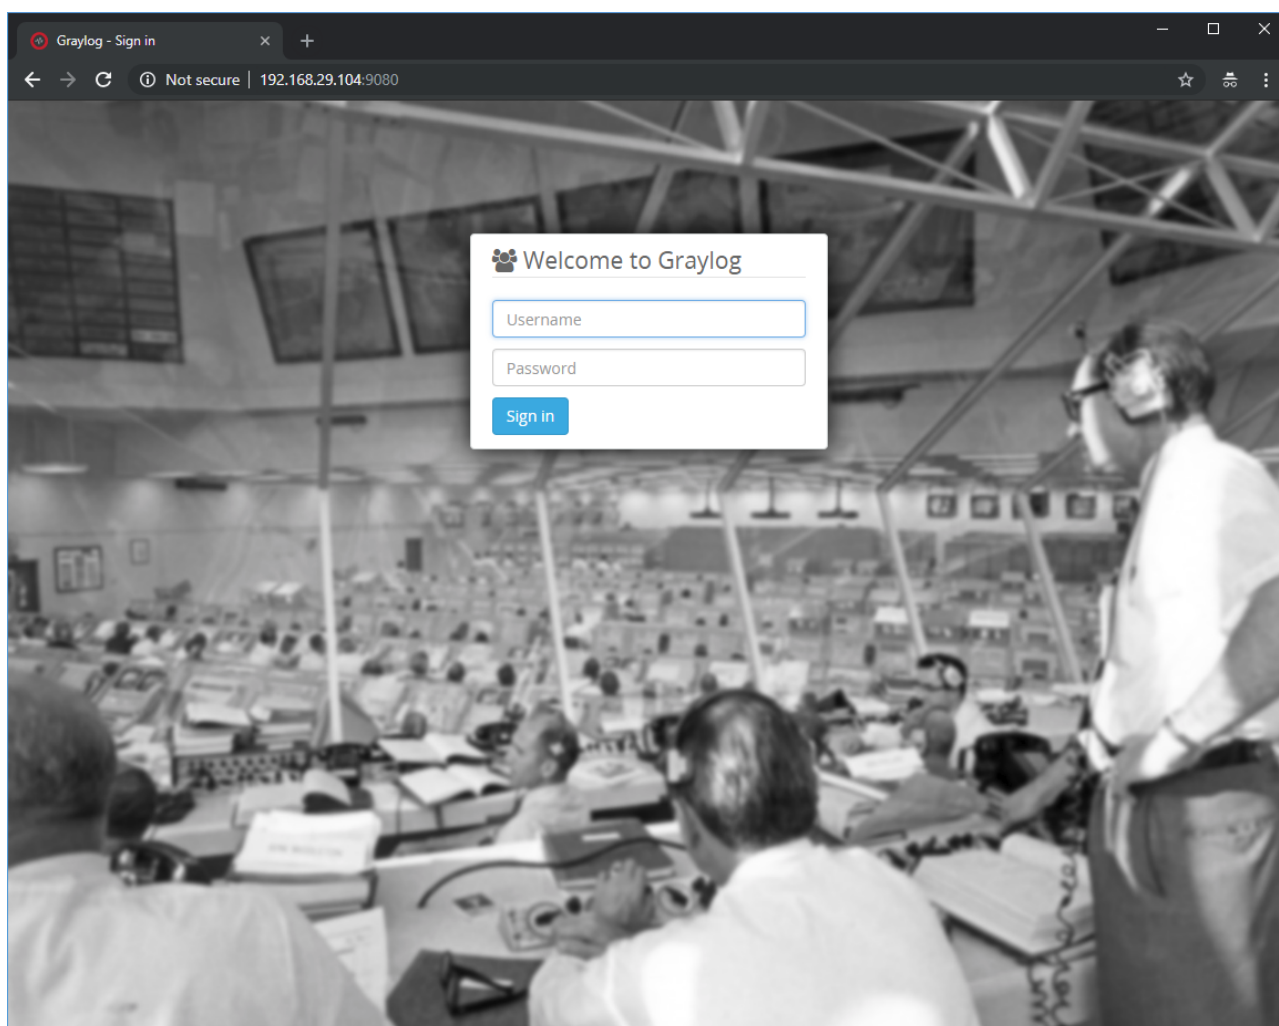 Graylog - Sign in
Not secure | 192.168.29.104:9080
Welcome to Graylog
Username
Password
Sign in